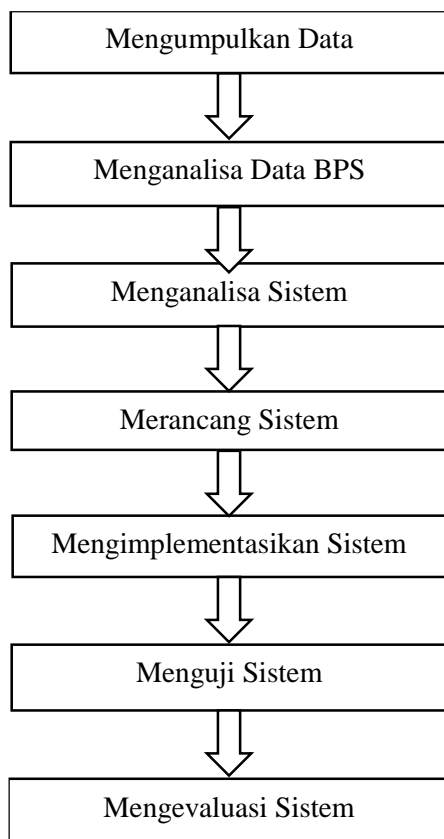 Mengumpulkan Data
Menganalisa Data BPS
Menganalisa Sistem
Merancang Sistem
Mengimplementasikan Sistem
Menguji Sistem
Mengevaluasi Sistem